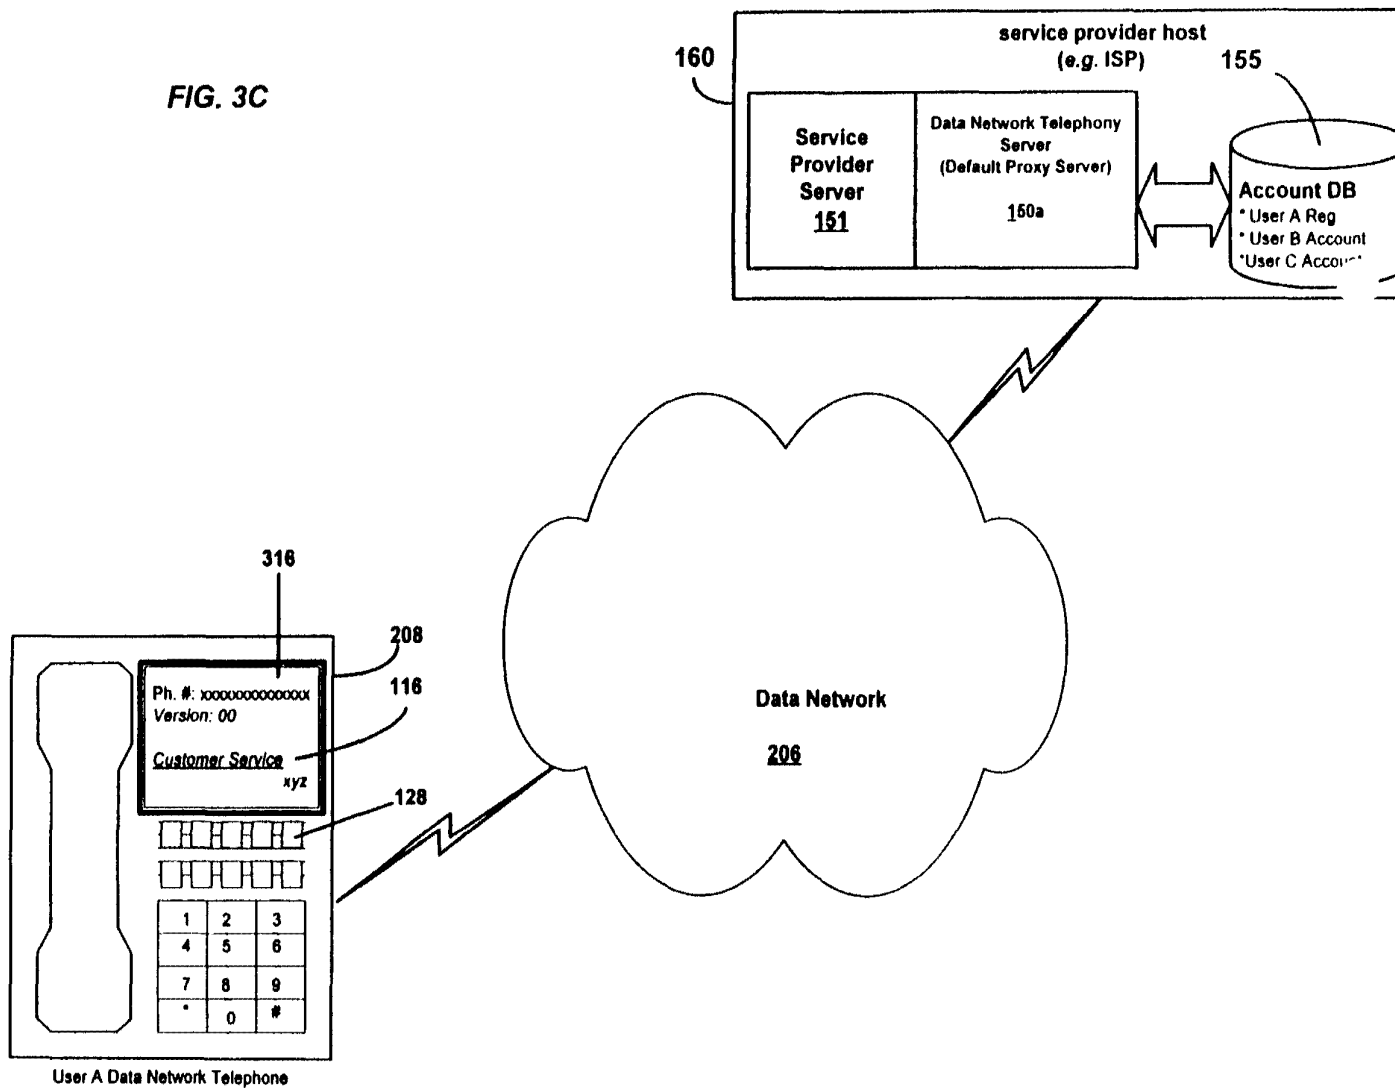 FIG. 3C
service provider host
(e.g. ISP)
160
155
Service
Provider
Server
151
Data Network Telephony
Server
(Default Proxy Server)
150a
Account DB
* User A Reg
* User B Account
*User C
316
208
Ph. #: xxxxxxxxxxxxxx
Version: 00
116
Customer Service
xyz
128
Data Network
206
1 2 3
4 5 6
7 8 9
* 0 #
User A Data Network Telephone